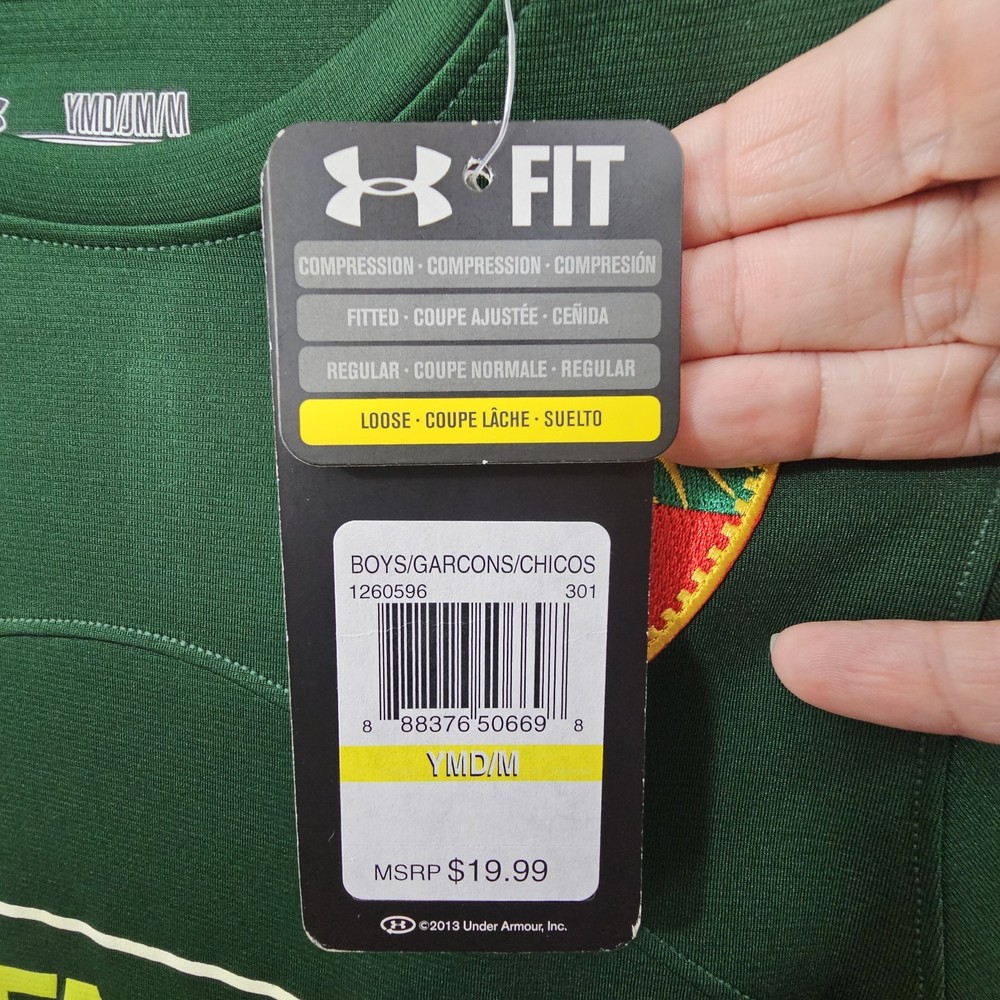 YMD/JM/M
FIT
COMPRESSION · COMPRESSION · COMPRESIÓN
FITTED · COUPE AJUSTÉE · CEÑIDA
REGULAR · COUPE NORMALE · REGULAR
LOOSE · COUPE LÂCHE · SUELTO
BOYS/GARCONS/CHICOS
1260596 301
8 88376 50669 8
YMD/M
MSRP $19.99
©2013 Under Armour, Inc.